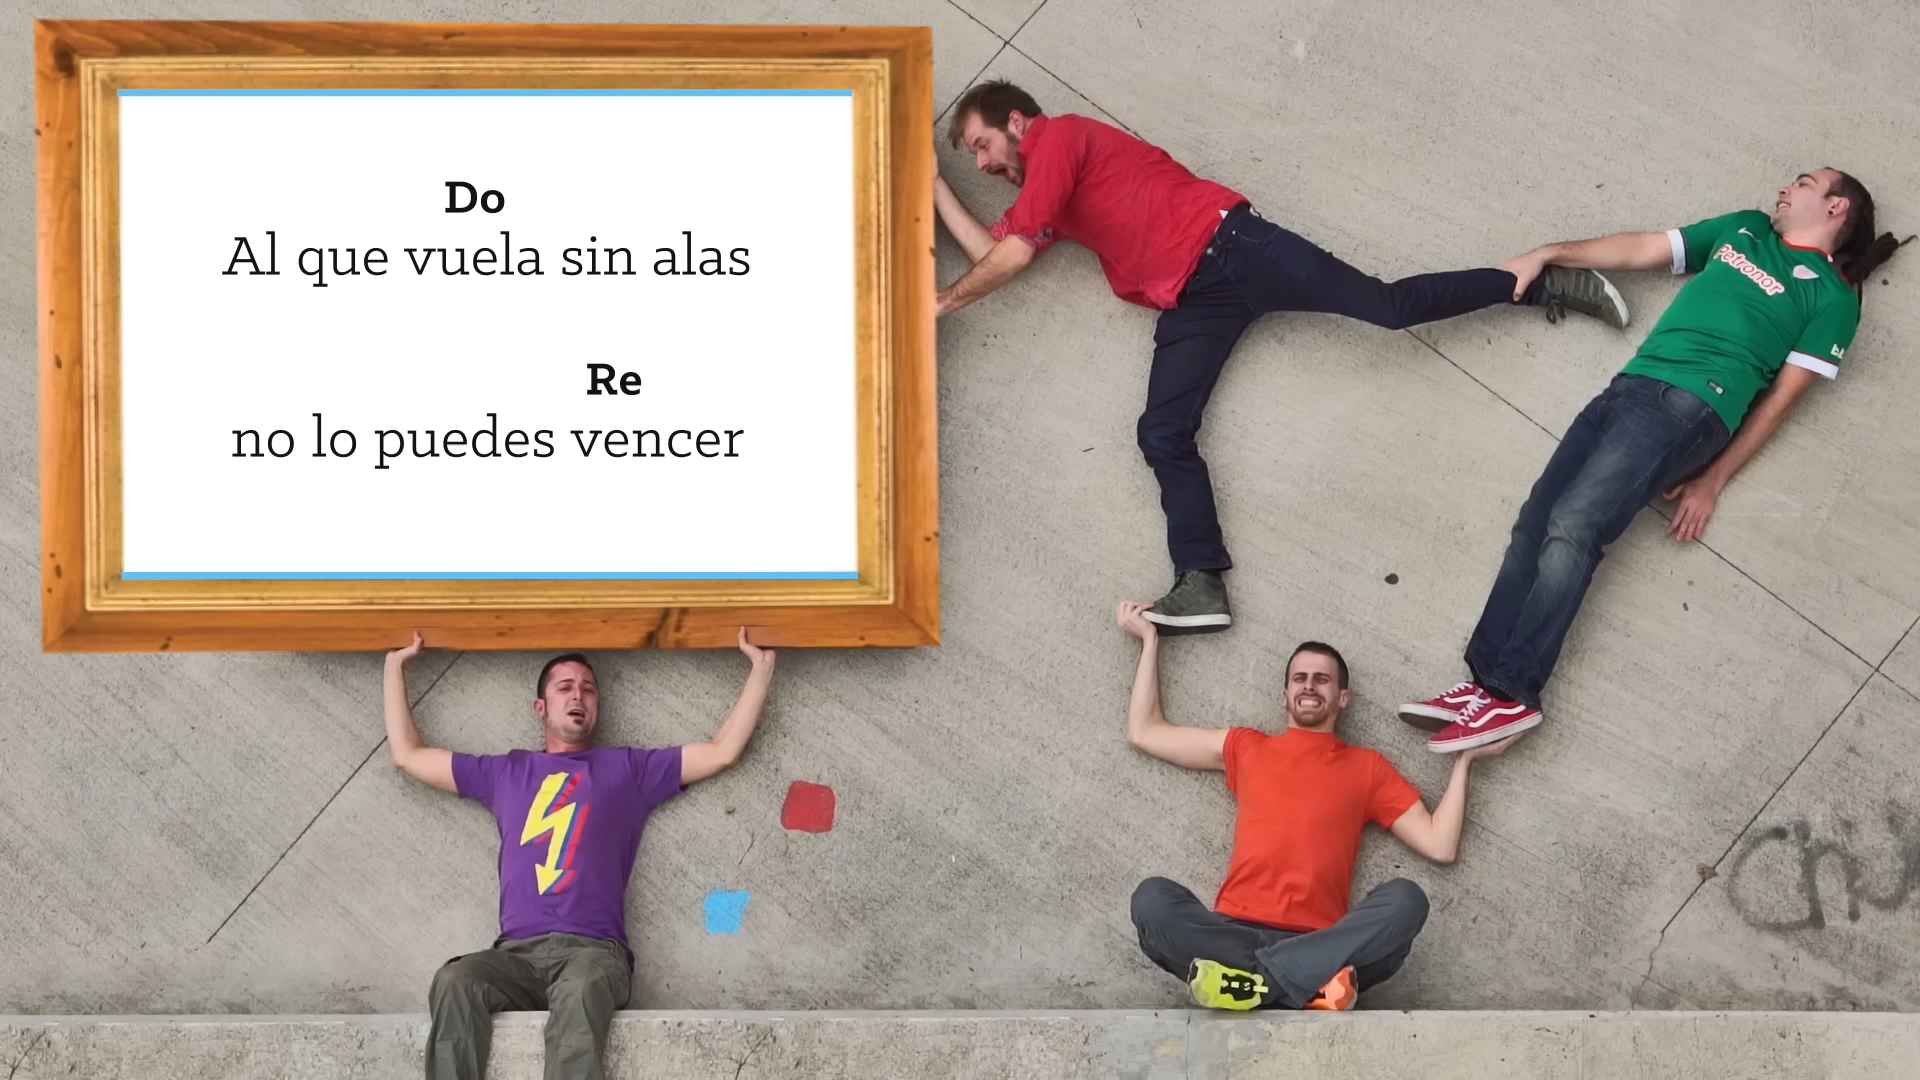 Do
Al que vuela sin alas
Re
no lo puedes vencer
Petronor